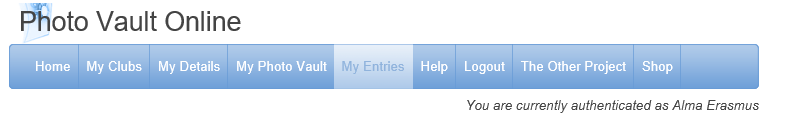 Photo Vault Online
Home My Clubs My Details My Photo Vault My Entries Help Logout The Other Project Shop
You are currently authenticated as Alma Erasmus